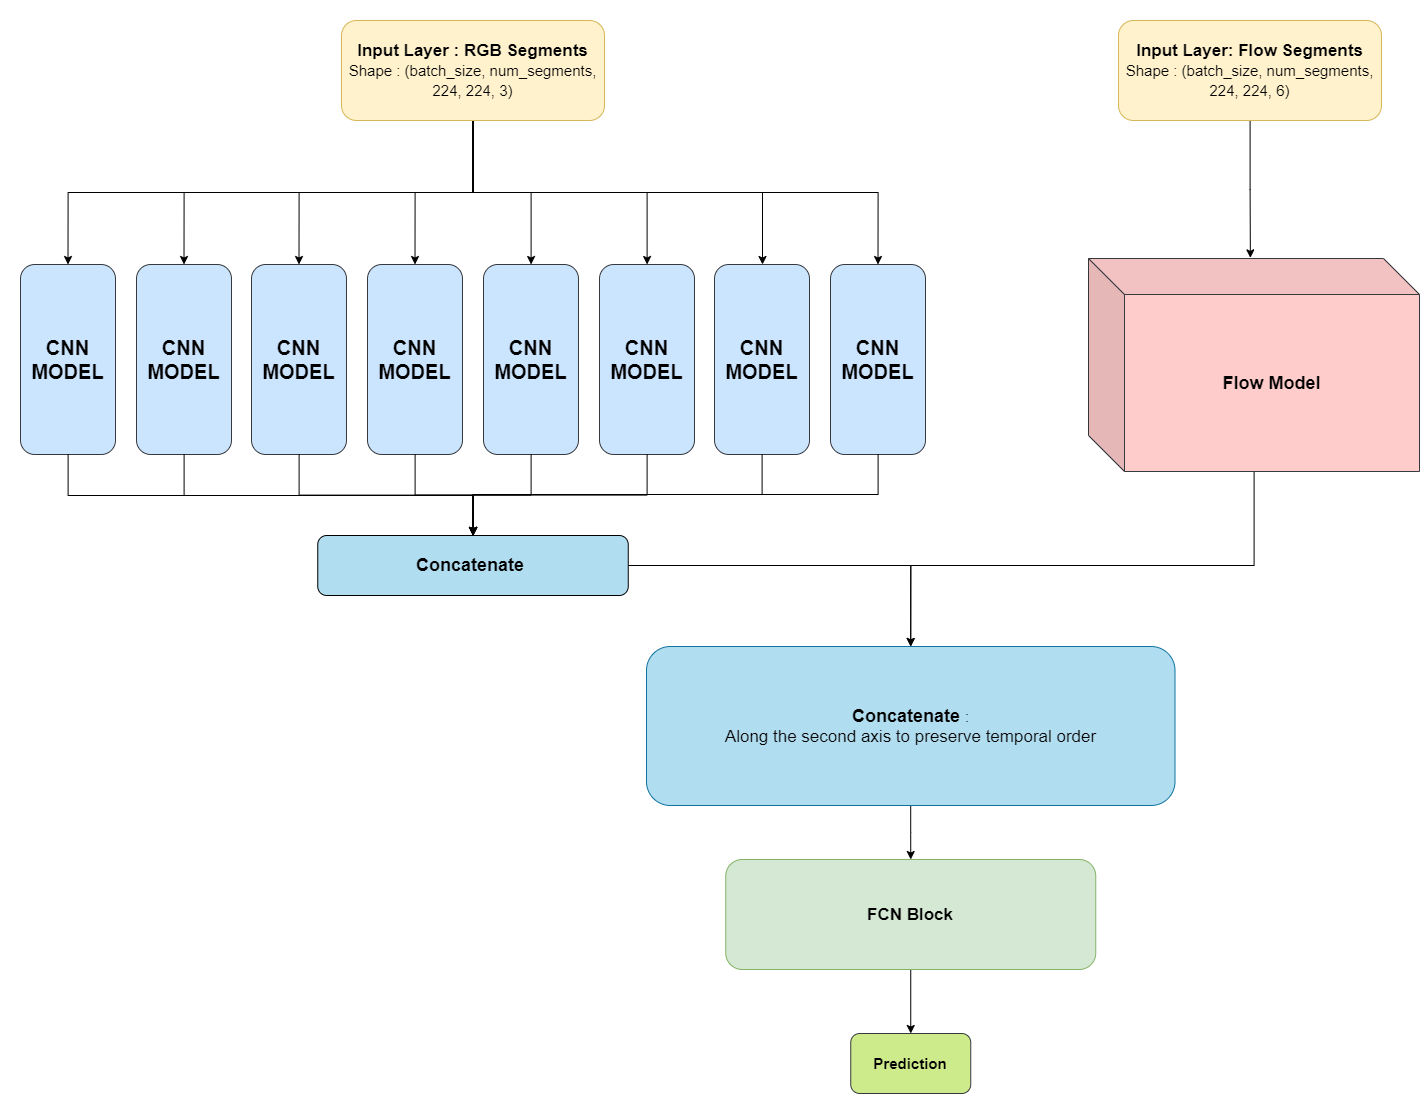 Input Layer : RGB Segments
Shape : (batch_size, num_segments,
224, 224, 3)
Input Layer: Flow Segments
Shape : (batch_size, num_segments,
224, 224, 6)
CNN
MODEL
CNN
MODEL
CNN
MODEL
CNN
MODEL
CNN
MODEL
CNN
MODEL
CNN
MODEL
CNN
MODEL
Flow Model
Concatenate
Concatenate :
Along the second axis to preserve temporal order
FCN Block
Prediction